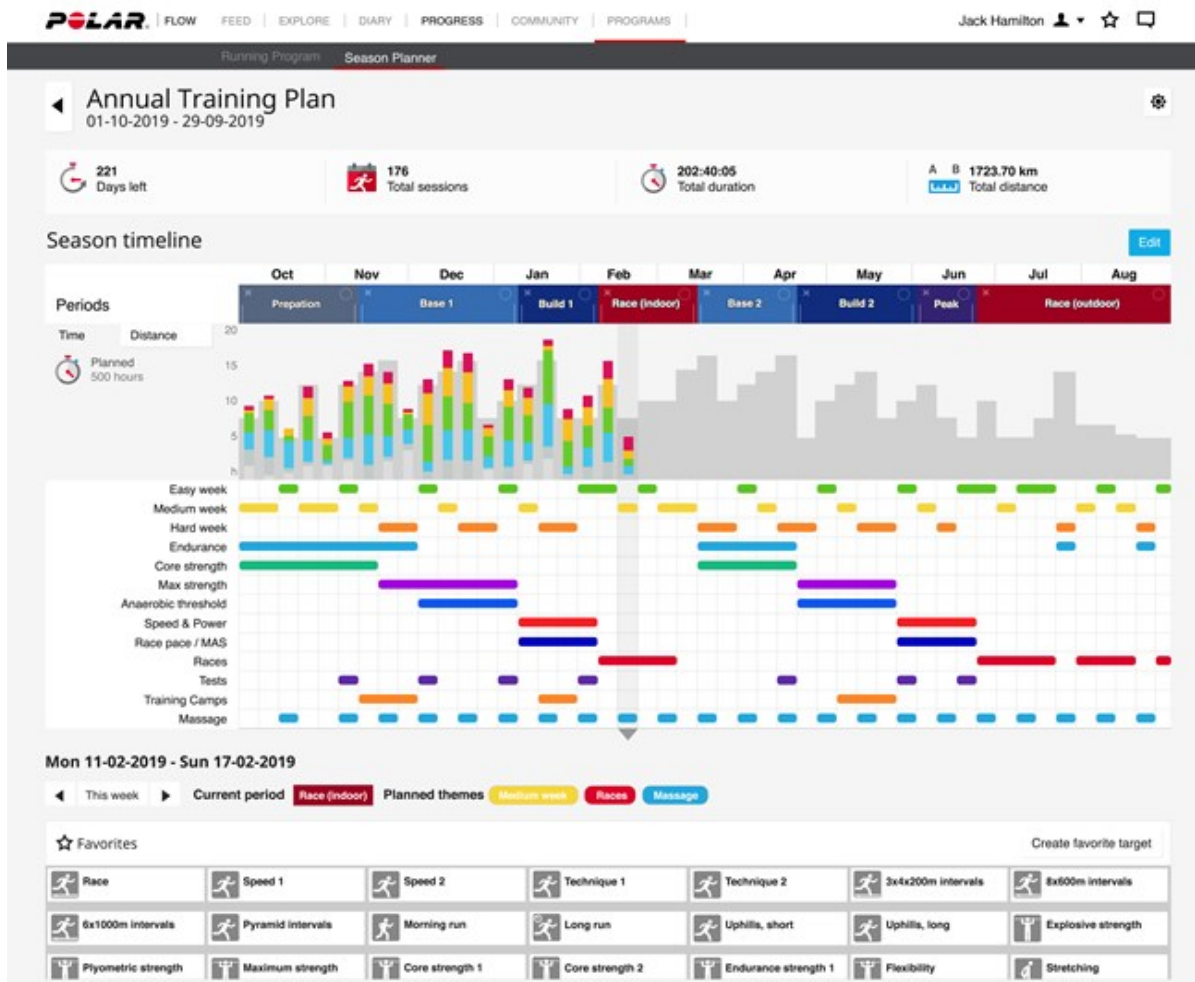 POLAR. FLOW FEED EXPLORE DIARY PROGRESS COMMUNITY PROGRAMS Jack Hamilton
Running Program Season Planner
Annual Training Plan
01-10-2019 - 29-09-2019
221 176 202:40:05 A B 1723.70 km
Days left Total sessions Total duration Total distance
Season timeline Edit
Oct Nov Dec Jan Feb Mar Apr May Jun Jul Aug
Periods Prepation Base 1 Build 1 Race (indoor) Base 2 Build 2 Peak Race (outdoor)
Time Distance 20
Planned 15
500 hours
10
5
h
Easy week
Medium week
Hard week
Endurance
Core strength
Max strength
Anaerobic threshold
Speed & Power
Race pace / MAS
Races
Tests
Training Camps
Massage
Mon 11-02-2019 - Sun 17-02-2019
This week Current period Race (indoor) Planned themes Medium week Races Massage
Favorites Create favorite target
Race Speed 1 Speed 2 Technique 1 Technique 2 3x4x200m intervals 8x600m intervals
6x1000m intervals Pyramid intervals Morning run Long run Uphills, short Uphills, long Explosive strength
Plyometric strength Maximum strength Core strength 1 Core strength 2 Endurance strength 1 Flexibility Stretching